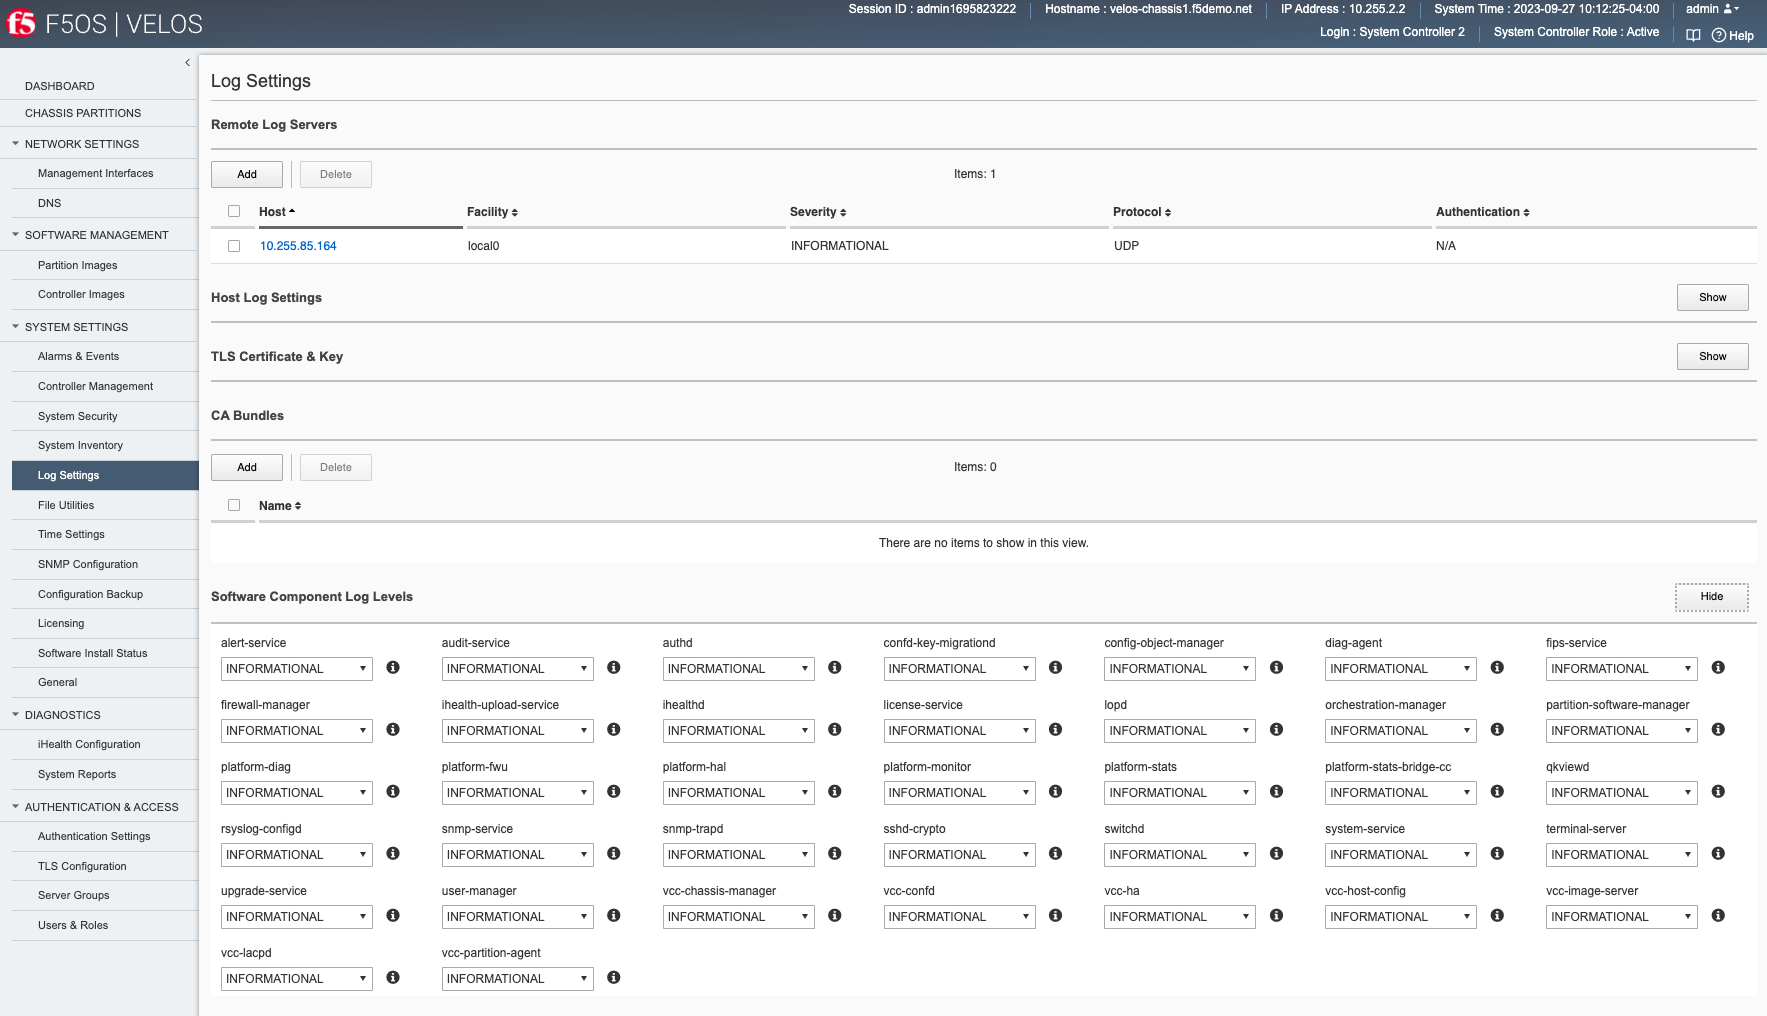 f5 F5OS | VELOS
Session ID : admin1695823222
Hostname : velos-chassis1.f5demo.net
IP Address : 10.255.2.2
System Time : 2023-09-27 10:12:25-04:00
admin
Login : System Controller 2
System Controller Role : Active
Help
DASHBOARD
CHASSIS PARTITIONS
NETWORK SETTINGS
Management Interfaces
DNS
SOFTWARE MANAGEMENT
Partition Images
Controller Images
SYSTEM SETTINGS
Alarms & Events
Controller Management
System Security
System Inventory
Log Settings
File Utilities
Time Settings
SNMP Configuration
Configuration Backup
Licensing
Software Install Status
General
DIAGNOSTICS
iHealth Configuration
System Reports
AUTHENTICATION & ACCESS
Authentication Settings
TLS Configuration
Server Groups
Users & Roles
Log Settings
Remote Log Servers
Add Delete Items: 1
Host Facility Severity Protocol Authentication
10.255.85.164 local0 INFORMATIONAL UDP N/A
Host Log Settings Show
TLS Certificate & Key Show
CA Bundles
Add Delete Items: 0
Name
There are no items to show in this view.
Software Component Log Levels Hide
alert-service audit-service authd confd-key-migrationd config-object-manager diag-agent fips-service
INFORMATIONAL INFORMATIONAL INFORMATIONAL INFORMATIONAL INFORMATIONAL INFORMATIONAL INFORMATIONAL
firewall-manager ihealth-upload-service ihealthd license-service lopd orchestration-manager partition-software-manager
INFORMATIONAL INFORMATIONAL INFORMATIONAL INFORMATIONAL INFORMATIONAL INFORMATIONAL INFORMATIONAL
platform-diag platform-fwu platform-hal platform-monitor platform-stats platform-stats-bridge-cc qkviewd
INFORMATIONAL INFORMATIONAL INFORMATIONAL INFORMATIONAL INFORMATIONAL INFORMATIONAL INFORMATIONAL
rsyslog-configd snmp-service snmp-trapd sshd-crypto switchd system-service terminal-server
INFORMATIONAL INFORMATIONAL INFORMATIONAL INFORMATIONAL INFORMATIONAL INFORMATIONAL INFORMATIONAL
upgrade-service user-manager vcc-chassis-manager vcc-confd vcc-ha vcc-host-config vcc-image-server
INFORMATIONAL INFORMATIONAL INFORMATIONAL INFORMATIONAL INFORMATIONAL INFORMATIONAL INFORMATIONAL
vcc-lacpd vcc-partition-agent
INFORMATIONAL INFORMATIONAL